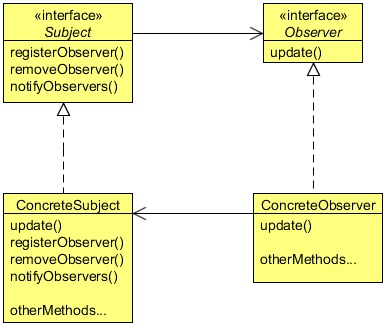 «interface»
Subject
registerObserver()
removeObserver()
notifyObservers()
«interface»
Observer
update()
ConcreteSubject
update()
registerObserver()
removeObserver()
notifyObservers()
otherMethods...
ConcreteObserver
update()
otherMethods...